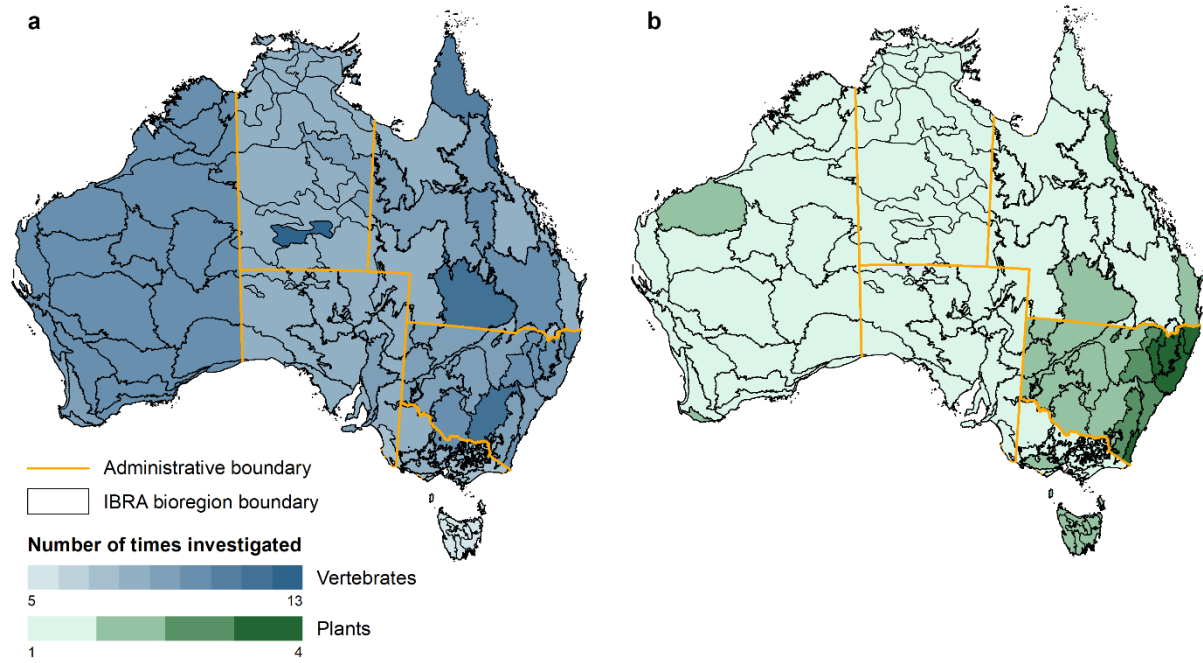 a
b
Administrative boundary
IBRA bioregion boundary
Number of times investigated
Vertebrates
5 13
Plants
1 4